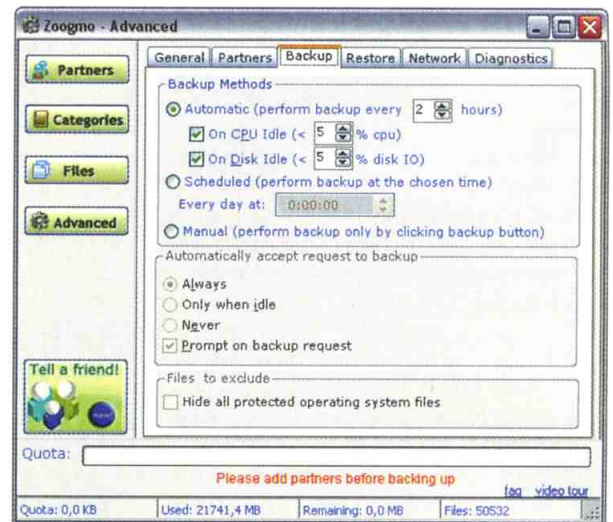 Zoogmo - Advanced
Partners
Categories
Files
Advanced
Tell a friend!
General Partners Backup Restore Network Diagnostics
Backup Methods
Automatic (perform backup every 2 hours)
On CPU Idle (< 5 % cpu)
On Disk Idle (< 5 % disk IO)
Scheduled (perform backup at the chosen time)
Every day at: 0:00:00
Manual (perform backup only by clicking backup button)
Automatically accept request to backup
Always
Only when idle
Never
Prompt on backup request
Files to exclude
Hide all protected operating system files
Quota:
Please add partners before backing up
faq video tour
Quota: 0,0 KB Used: 21741,4 MB Remaining: 0,0 MB Files: 50532